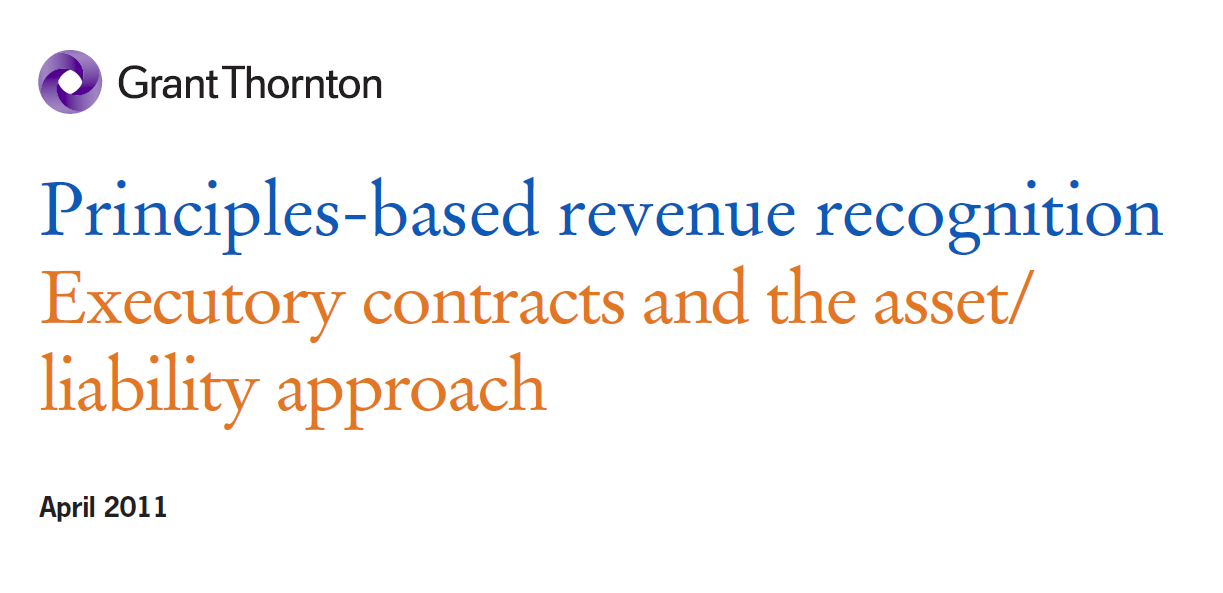 Grant Thornton
Principles-based revenue recognition
Executory contracts and the asset/
liability approach
April 2011